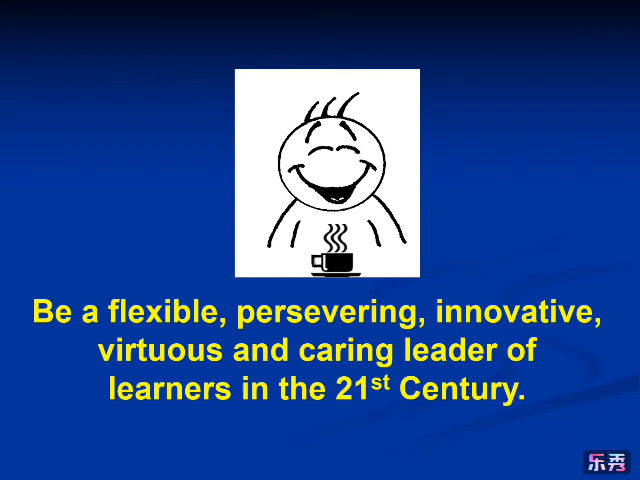 Be a flexible, persevering, innovative,
virtuous and caring leader of
learners in the 21st Century.
乐秀